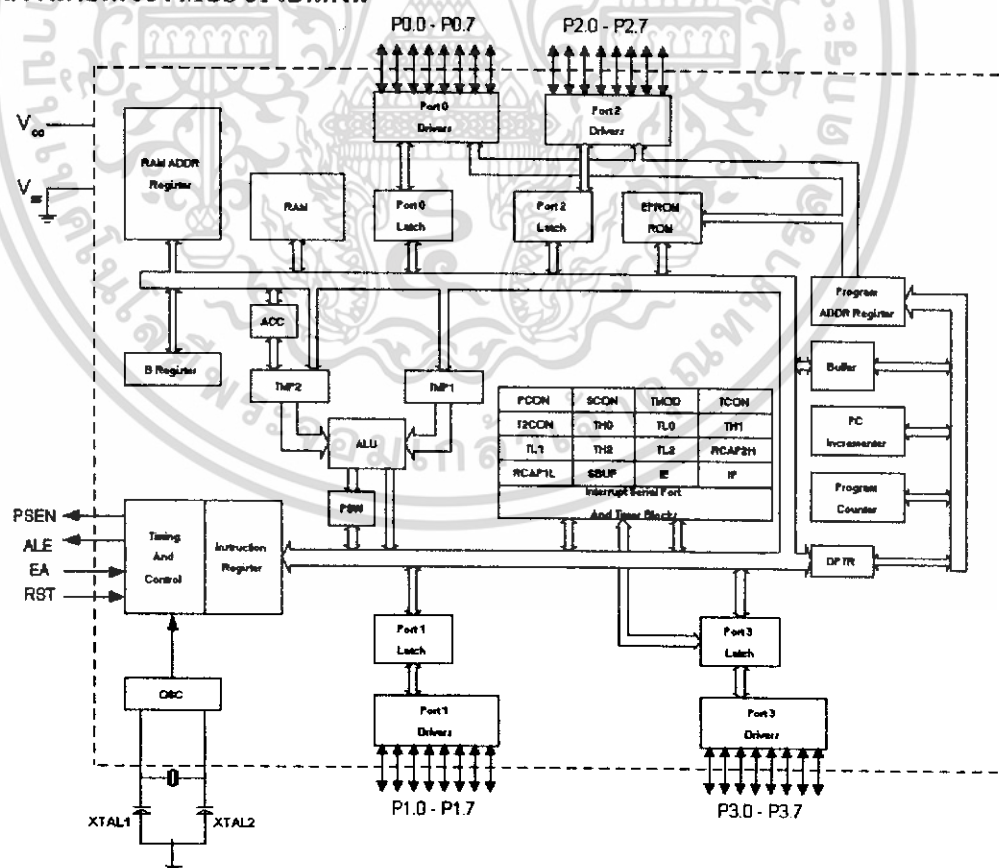 P0.0 - P0.7
P2.0 - P2.7
Port 0
Drivers
Port 2
Drivers
RAM ADDR
Register
RAM
Port 0
Latch
Port 2
Latch
EPROM
ROM
ACC
Program
ADDR Register
B Register
TMP2
TMP1
Buffer
PCON
SCON
TMOD
TCON
T2CON
TH0
TL0
TH1
TL1
TH2
TL2
RCAP2H
SBUF
IE
IP
Interrupt Serial Port
And Timer Blocks
ALU
PC
Incrementer
PSW
Program
Counter
PSEN
ALE
EA
RST
Timing
And
Control
Instruction
Register
DPTR
Port 1
Latch
Port 3
Latch
OSC
Port 1
Drivers
Port 3
Drivers
XTAL1
XTAL2
P1.0 - P1.7
P3.0 - P3.7